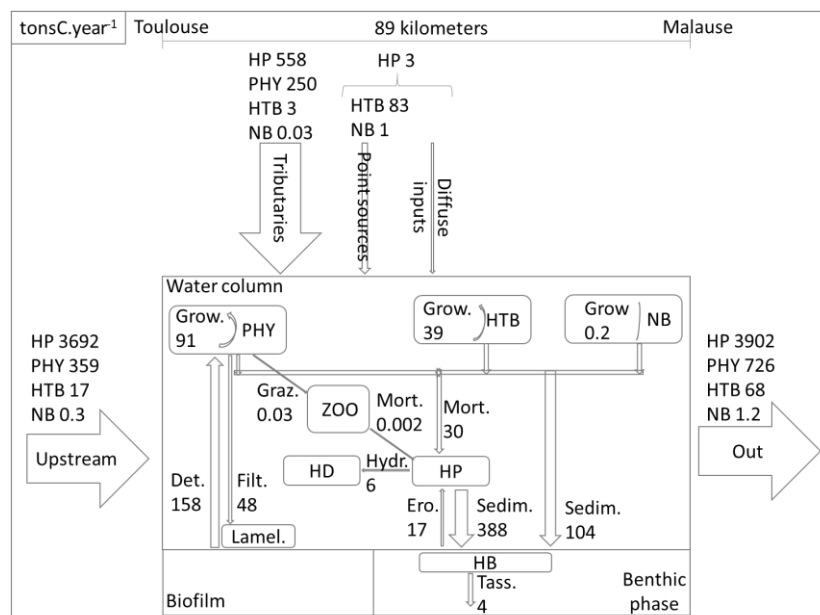 tonsC.year-1
Toulouse
89 kilometers
Malause
HP 558
PHY 250
HTB 3
NB 0.03
HP 3
HTB 83
NB 1
Tributaries
Point sources
Diffuse
inputs
Water column
Grow.
91
PHY
Grow.
39
HTB
Grow
0.2
NB
HP 3692
PHY 359
HTB 17
NB 0.3
Upstream
HP 3902
PHY 726
HTB 68
NB 1.2
Out
Graz.
0.03
ZOO
Mort.
0.002
Mort.
30
HD
Hydr.
6
HP
Det.
158
Filt.
48
Ero.
17
Sedim.
388
Sedim.
104
Lamel.
HB
Tass.
4
Biofilm
Benthic
phase